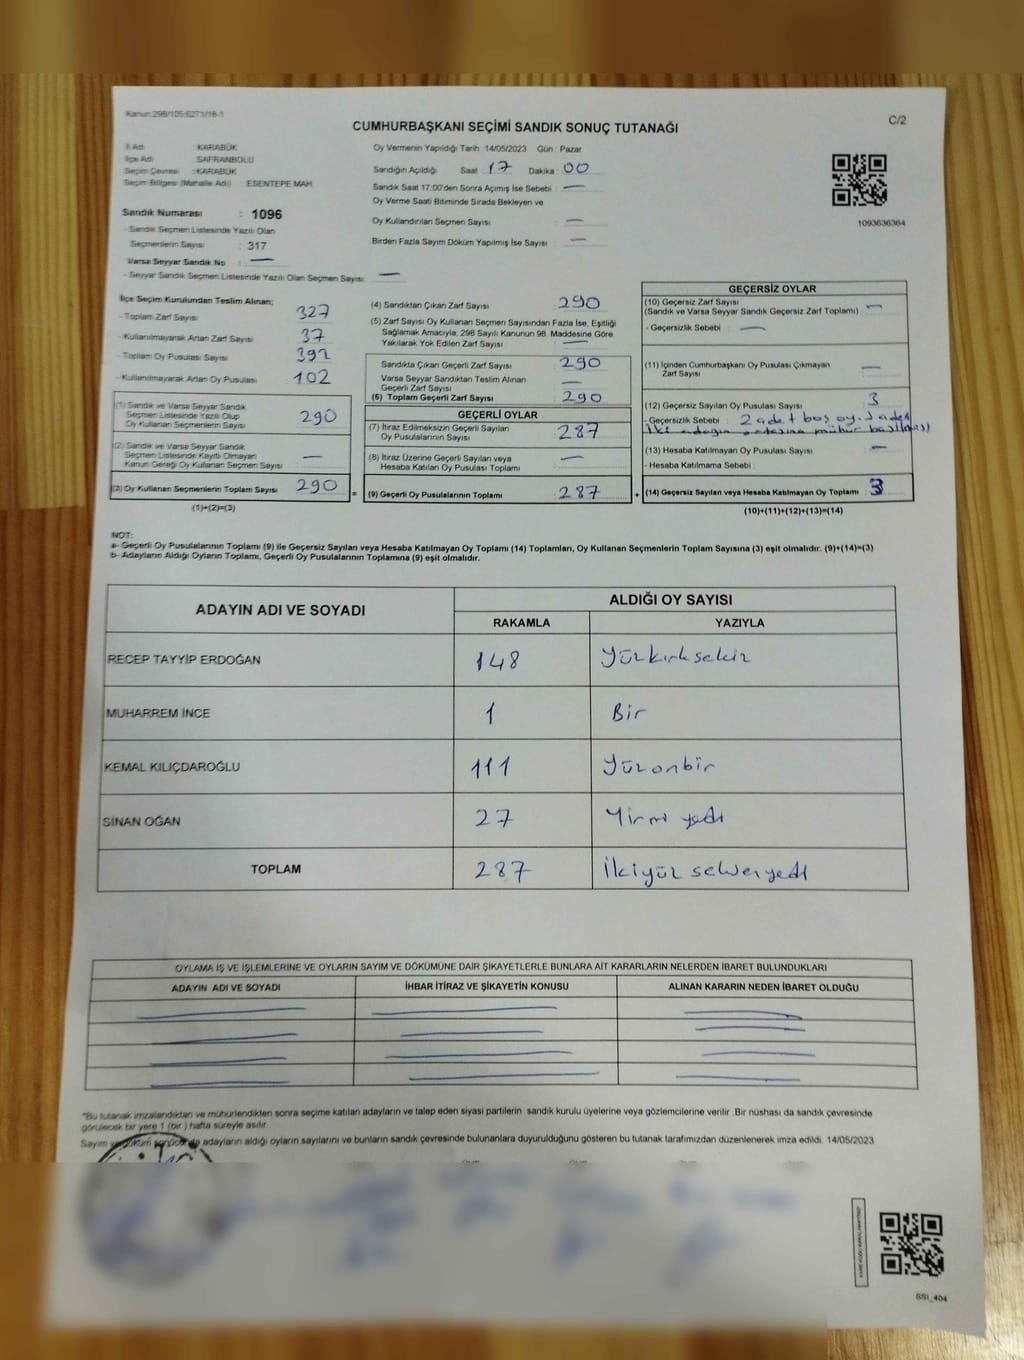 Kanun:298/105;6271/18-1
CUMHURBAŞKANI SEÇİMİ SANDIK SONUÇ TUTANAĞI
C/2
İl Adı : KARABÜK
İlçe Adı : SAFRANBOLU
Seçim Çevresi : KARABÜK
Seçim Bölgesi (Mahalle Adı) : ESENTEPE MAH.
Sandık Numarası : 1096
- Sandık Seçmen Listesinde Yazılı Olan
Seçmenlerin Sayısı : 317
Varsa Seyyar Sandık No : —
- Seyyar Sandık Seçmen Listesinde Yazılı Olan Seçmen Sayısı : —
Oy Vermenin Yapıldığı Tarih :14/05/2023 Gün : Pazar
Sandığın Açıldığı Saat : 17 Dakika : 00
Sandık Saat 17:00'den Sonra Açılmış İse Sebebi : —
Oy Verme Saati Bitiminde Sırada Bekleyen ve
Oy Kullandırılan Seçmen Sayısı : —
Birden Fazla Sayım Döküm Yapılmış İse Sayısı : —
1093636364
İlçe Seçim Kurulundan Teslim Alınan;
- Toplam Zarf Sayısı : 327
- Kullanılmayarak Artan Zarf Sayısı : 37
- Toplam Oy Pusulası Sayısı : 392
- Kullanılmayarak Artan Oy Pusulası : 102
(1) Sandık ve Varsa Seyyar Sandık
Seçmen Listesinde Yazılı Olup
Oy Kullanan Seçmenlerin Sayısı : 290
(2) Sandık ve Varsa Seyyar Sandık
Seçmen Listesinde Kayıtlı Olmayan
Kanun Gereği Oy Kullanan Seçmen Sayısı : —
(3) Oy Kullanan Seçmenlerin Toplam Sayısı : 290
(1)+(2)=(3)
(4) Sandıktan Çıkan Zarf Sayısı : 290
(5) Zarf Sayısı Oy Kullanan Seçmen Sayısından Fazla İse, Eşitliği
Sağlamak Amacıyla, 298 Sayılı Kanunun 98. Maddesine Göre
Yakılarak Yok Edilen Zarf Sayısı : —
Sandıkta Çıkan Geçerli Zarf Sayısı : 290
Varsa Seyyar Sandıktan Teslim Alınan
Geçerli Zarf Sayısı : —
(6) Toplam Geçerli Zarf Sayısı : 290
GEÇERLİ OYLAR
(7) İtiraz Edilmeksizin Geçerli Sayılan
Oy Pusulalarının Sayısı : 287
(8) İtiraz Üzerine Geçerli Sayılan veya
Hesaba Katılan Oy Pusulası Toplamı : —
= (9) Geçerli Oy Pusulalarının Toplamı : 287
GEÇERSİZ OYLAR
(10) Geçersiz Zarf Sayısı
(Sandık ve Varsa Seyyar Sandık Geçersiz Zarf Toplamı) : —
- Geçersizlik Sebebi : —
(11) İçinden Cumhurbaşkanı Oy Pusulası Çıkmayan
Zarf Sayısı : —
(12) Geçersiz Sayılan Oy Pusulası Sayısı : 3
-Geçersizlik Sebebi : 2 adet boş oy. 1 adet
iki adayın mühür
(13) Hesaba Katılmayan Oy Pusulası Sayısı : —
- Hesaba Katılmama Sebebi :
+ (14) Geçersiz Sayılan veya Hesaba Katılmayan Oy Toplamı : 3
(10)+(11)+(12)+(13)=(14)
NOT:
a- Geçerli Oy Pusulalarının Toplamı (9) ile Geçersiz Sayılan veya Hesaba Katılmayan Oy Toplamı (14) Toplamları, Oy Kullanan Seçmenlerin Toplam Sayısına (3) eşit olmalıdır. (9)+(14)=(3)
b- Adayların Aldığı Oyların Toplamı, Geçerli Oy Pusulalarının Toplamına (9) eşit olmalıdır.
ADAYIN ADI VE SOYADI
ALDIĞI OY SAYISI
RAKAMLA YAZIYLA
RECEP TAYYİP ERDOĞAN 148 Yüzkırksekiz
MUHARREM İNCE 1 Bir
KEMAL KILIÇDAROĞLU 111 Yüzonbir
SİNAN OĞAN 27 Yirmi yedi
TOPLAM 287 İkiyüz seksenyedi
OYLAMA İŞ VE İŞLEMLERİNE VE OYLARIN SAYIM VE DÖKÜMÜNE DAİR ŞİKAYETLERLE BUNLARA AİT KARARLARIN NELERDEN İBARET BULUNDUKLARI
ADAYIN ADI VE SOYADI İHBAR İTİRAZ VE ŞİKAYETİN KONUSU ALINAN KARARIN NEDEN İBARET OLDUĞU
*Bu tutanak imzalandıktan ve mühürlendikten sonra seçime katılan adayların ve talep eden siyasi partilerin sandık kurulu üyelerine veya gözlemcilerine verilir .Bir nüshası da sandık çevresinde
görülecek bir yere 1 (bir ) hafta süreyle asılır.
Sayım ve döküm sonucunda adayların aldığı oyların sayılarını ve bunların sandık çevresinde bulunanlara duyurulduğunu gösteren bu tutanak tarafımızdan düzenlenerek imza edildi. 14/05/2023
SSI_404